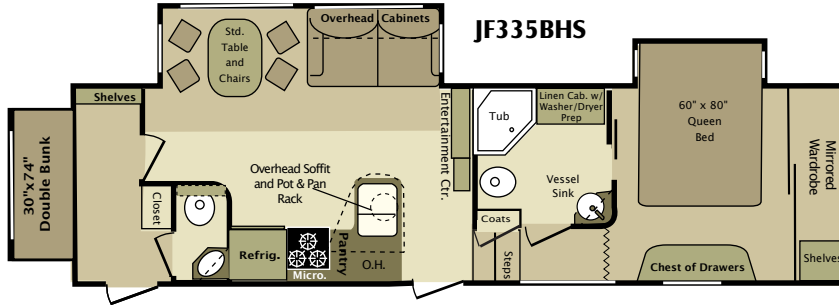 JF335BHS
Std.
Table
and
Chairs
Overhead Cabinets
Shelves
30"x74"
Double Bunk
Closet
Overhead Soffit
and Pot & Pan
Rack
Refrig.
Micro.
Pantry
O.H.
Entertainment Ctr.
Tub
Linen Cab. w/
Washer/Dryer
Prep
Vessel
Sink
Coats
Steps
60" x 80"
Queen
Bed
Chest of Drawers
Mirrored
Wardrobe
Shelves